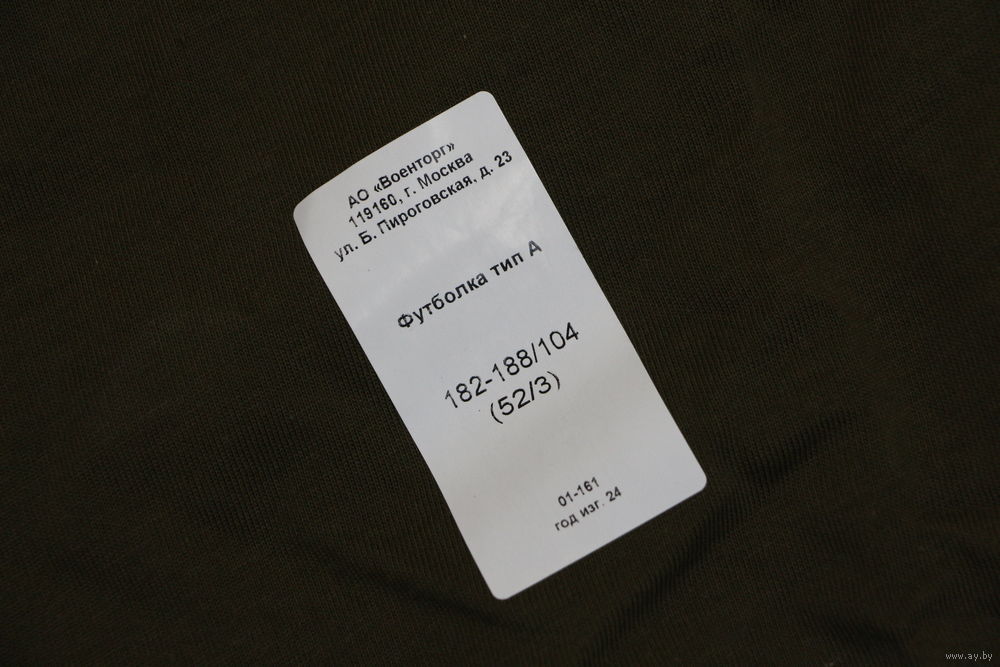 АО «Военторг»
119160, г. Москва
ул. Б. Пироговская, д. 23
Футболка тип А
182-188/104
(52/3)
01-161
год изг. 24
www.ay.by